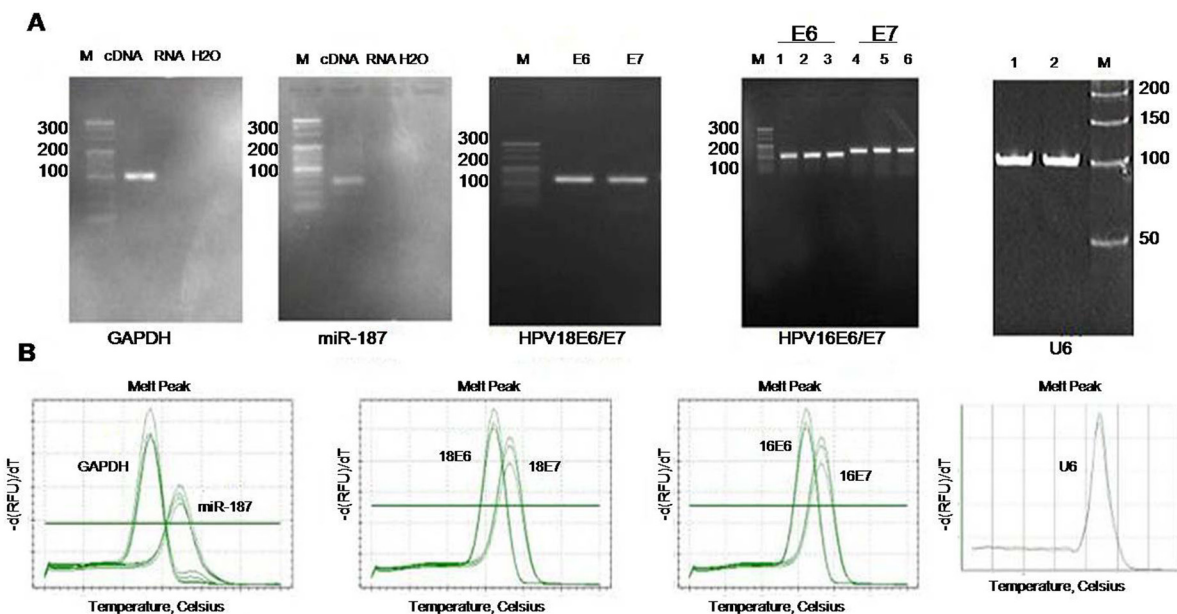 A
M cDNA RNA H2O
300
200
100
GAPDH
M cDNA RNA H2O
300
200
100
miR-187
M E6 E7
300
200
100
HPV18E6/E7
E6 E7
M 1 2 3 4 5 6
300
200
100
HPV16E6/E7
1 2 M
200
150
100
50
U6
B
Melt Peak
GAPDH
miR-187
-d(RFU)/dT
Temperature, Celsius
Melt Peak
18E6
18E7
-d(RFU)/dT
Temperature, Celsius
Melt Peak
16E6
16E7
-d(RFU)/dT
Temperature, Celsius
Melt Peak
U6
-d(RFU)/dT
Temperature, Celsius